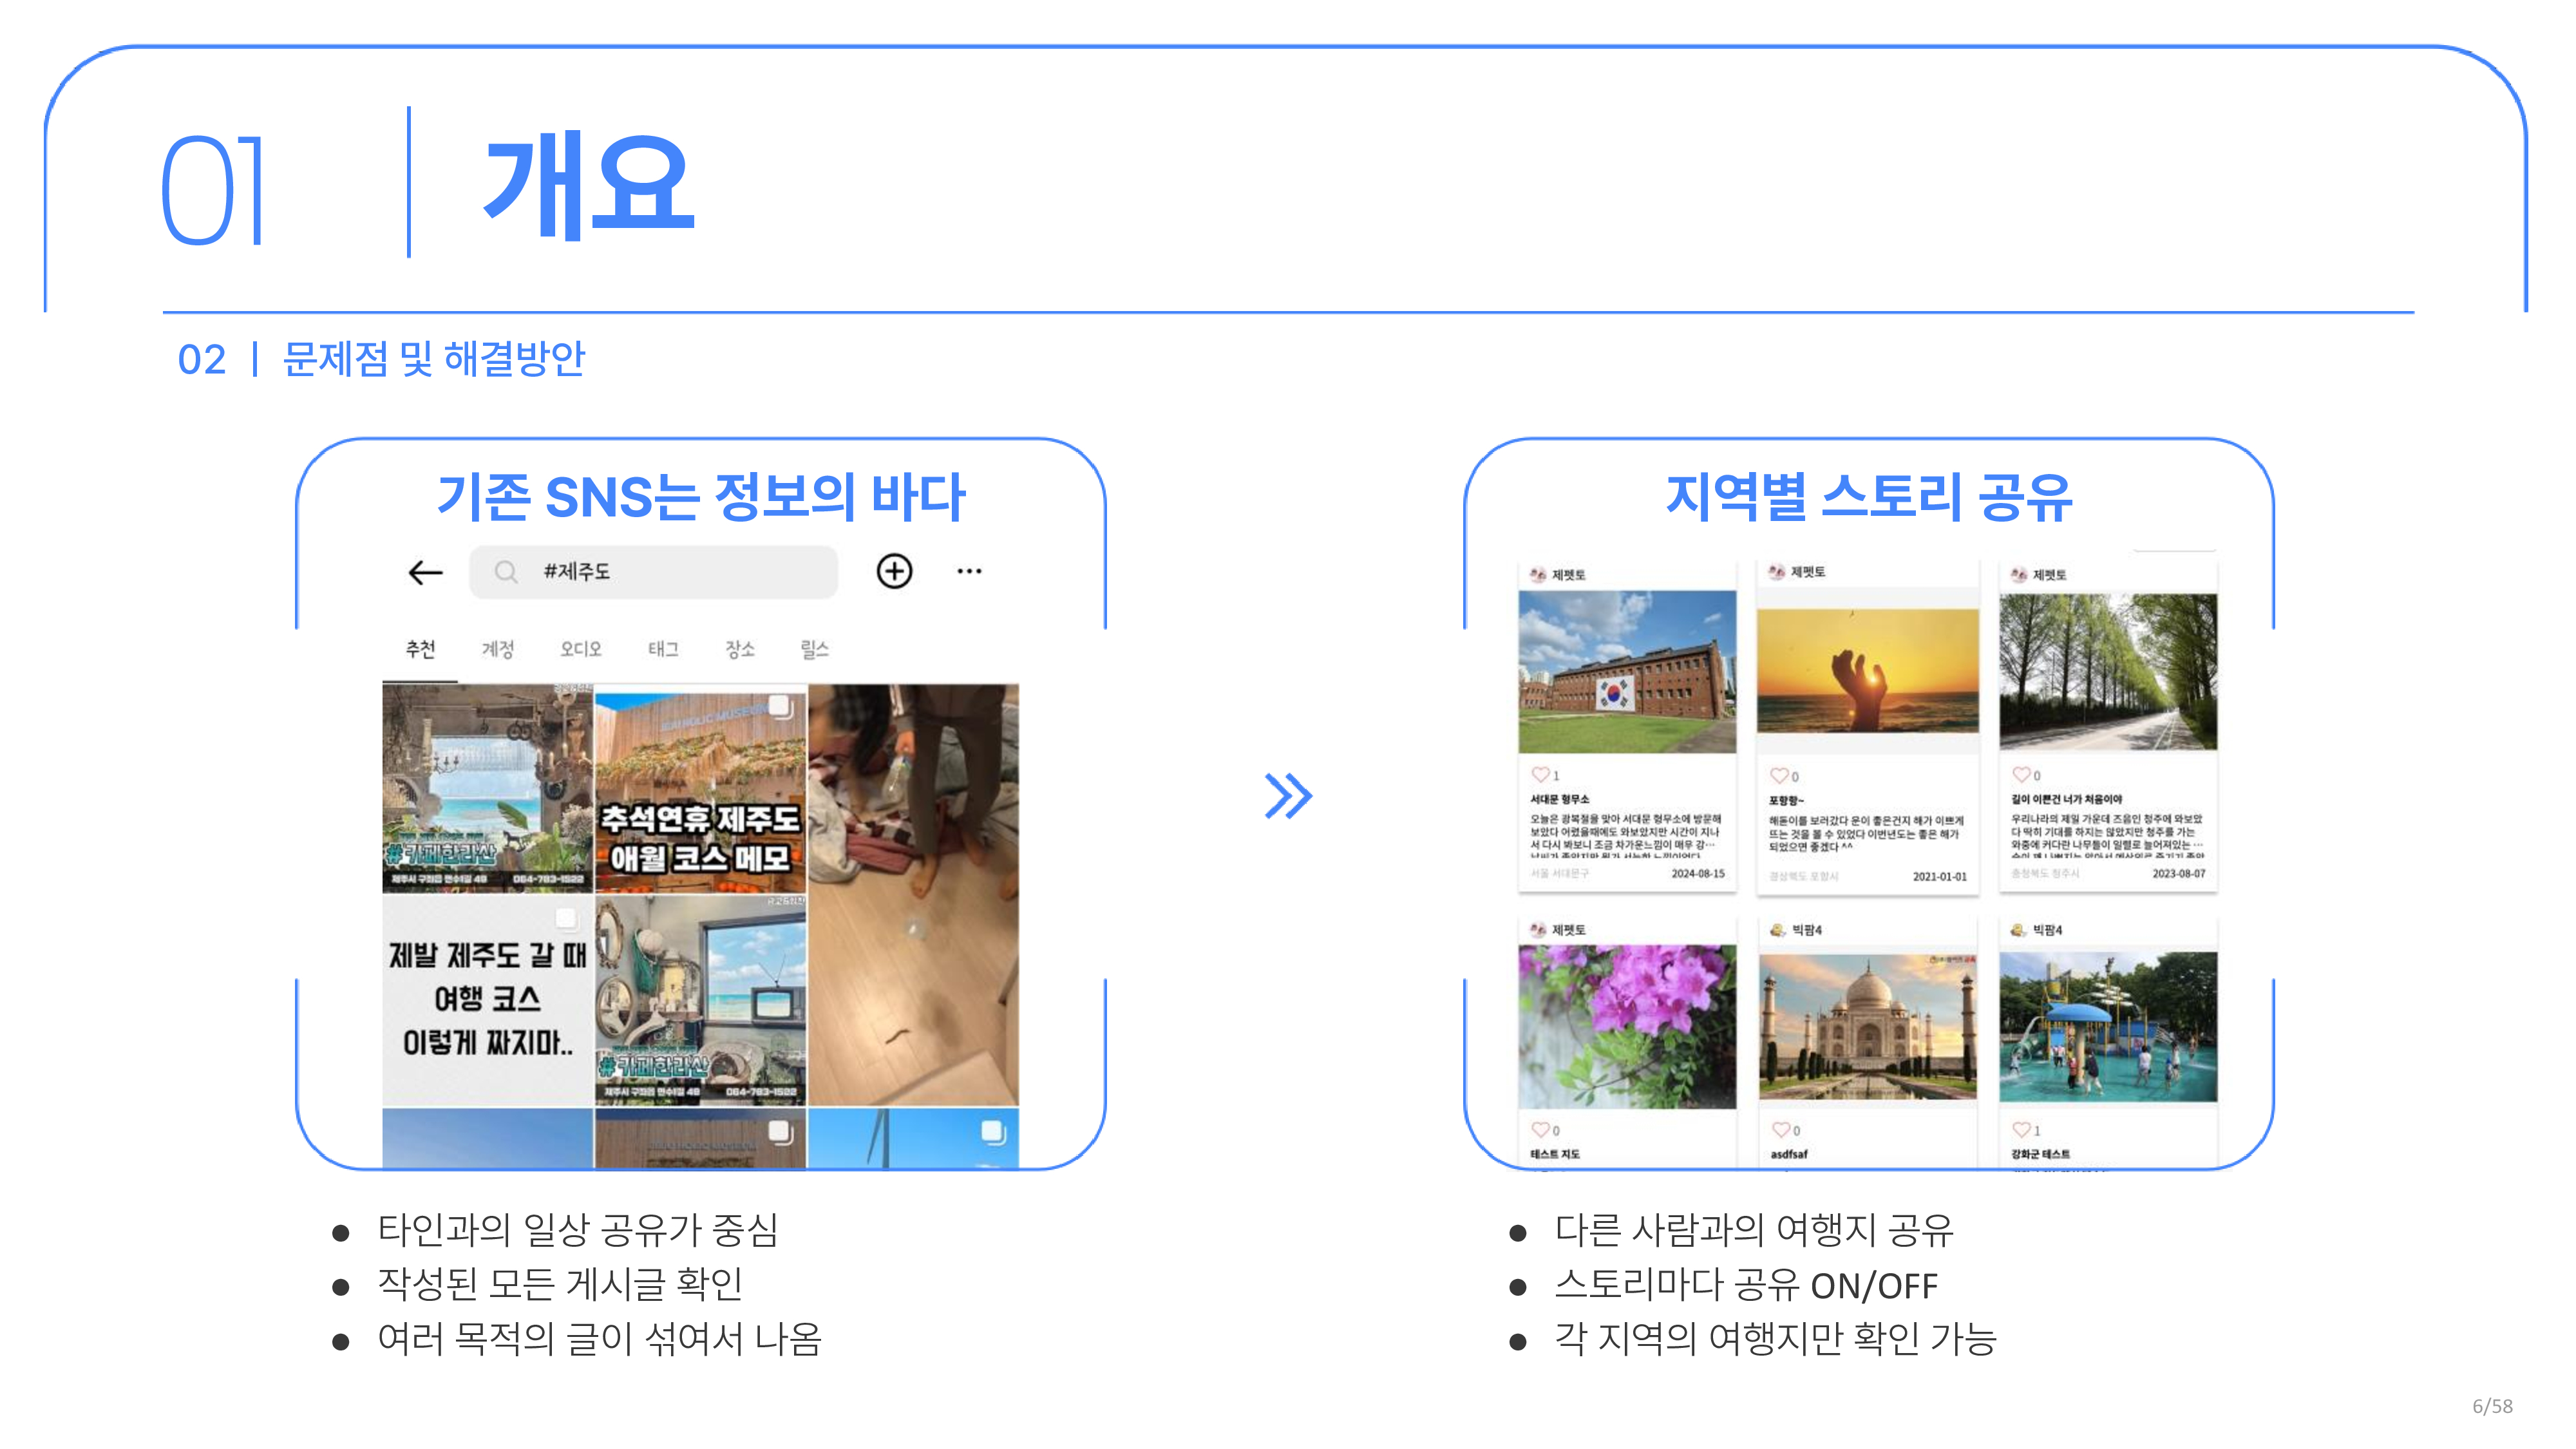 01
개요
02 | 문제점 및 해결방안
기존 SNS는 정보의 바다
#제주도
추천 계정 오디오 태그 장소 릴스
#카페한라산
추석연휴 제주도
애월 코스 메모
제발 제주도 갈 때
여행 코스
이렇게 짜지마..
#카페한라산
타인과의 일상 공유가 중심
작성된 모든 게시글 확인
여러 목적의 글이 섞여서 나옴
지역별 스토리 공유
제펫토
1
서대문 형무소
오늘은 광복절을 맞아 서대문 형무소에 방문해
보았다 어렸을때에도 와보았지만 시간이 지나
서 다시 봐보니 조금 차가운느낌이 매우 강…
서울 서대문구 2024-08-15
제펫토
0
포항항~
해돋이를 보러갔다 운이 좋은건지 해가 이쁘게
뜨는 것을 볼 수 있었다 이번년도는 좋은 해가
되었으면 좋겠다 ^^
경상북도 포항시 2021-01-01
제펫토
0
길이 이쁜건 너가 처음이야
우리나라의 제일 가운데 즈음인 청주에 와보았
다 딱히 기대를 하지는 않았지만 청주를 가는
와중에 커다란 나무들이 일렬로 늘어져있는 …
충청북도 청주시 2023-08-07
제펫토
0
테스트 지도
빅팜4
0
asdfsaf
빅팜4
1
강화군 테스트
다른 사람과의 여행지 공유
스토리마다 공유 ON/OFF
각 지역의 여행지만 확인 가능
6/58